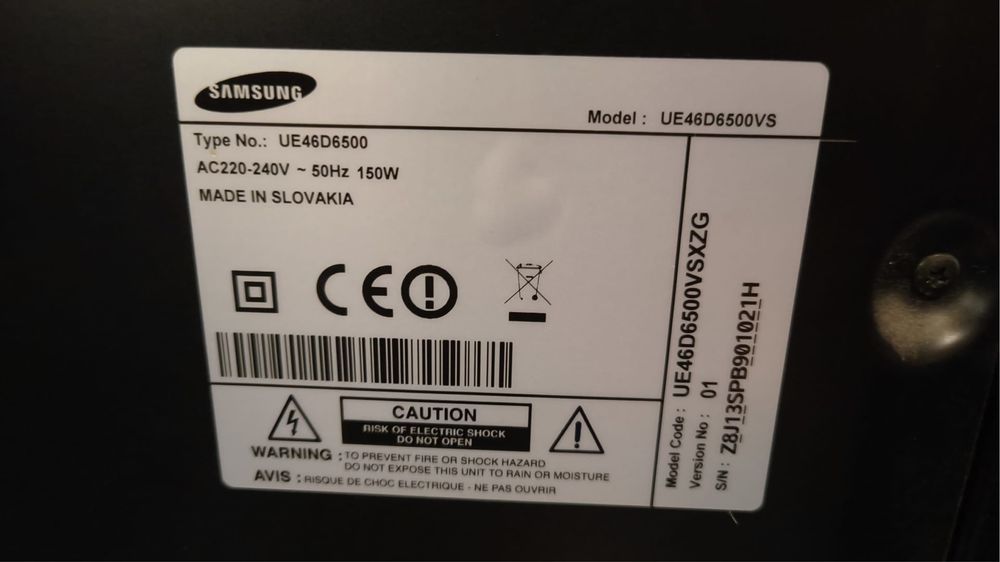 SAMSUNG
Model : UE46D6500VS
Type No.: UE46D6500
AC220-240V ~ 50Hz 150W
MADE IN SLOVAKIA
CE
CAUTION
RISK OF ELECTRIC SHOCK
DO NOT OPEN
WARNING : TO PREVENT FIRE OR SHOCK HAZARD
DO NOT EXPOSE THIS UNIT TO RAIN OR MOISTURE
AVIS : RISQUE DE CHOC ELECTRIQUE - NE PAS OUVRIR
Model Code : UE46D6500VSXZG
Version No : 01
S/N : Z8J13SPB901021H